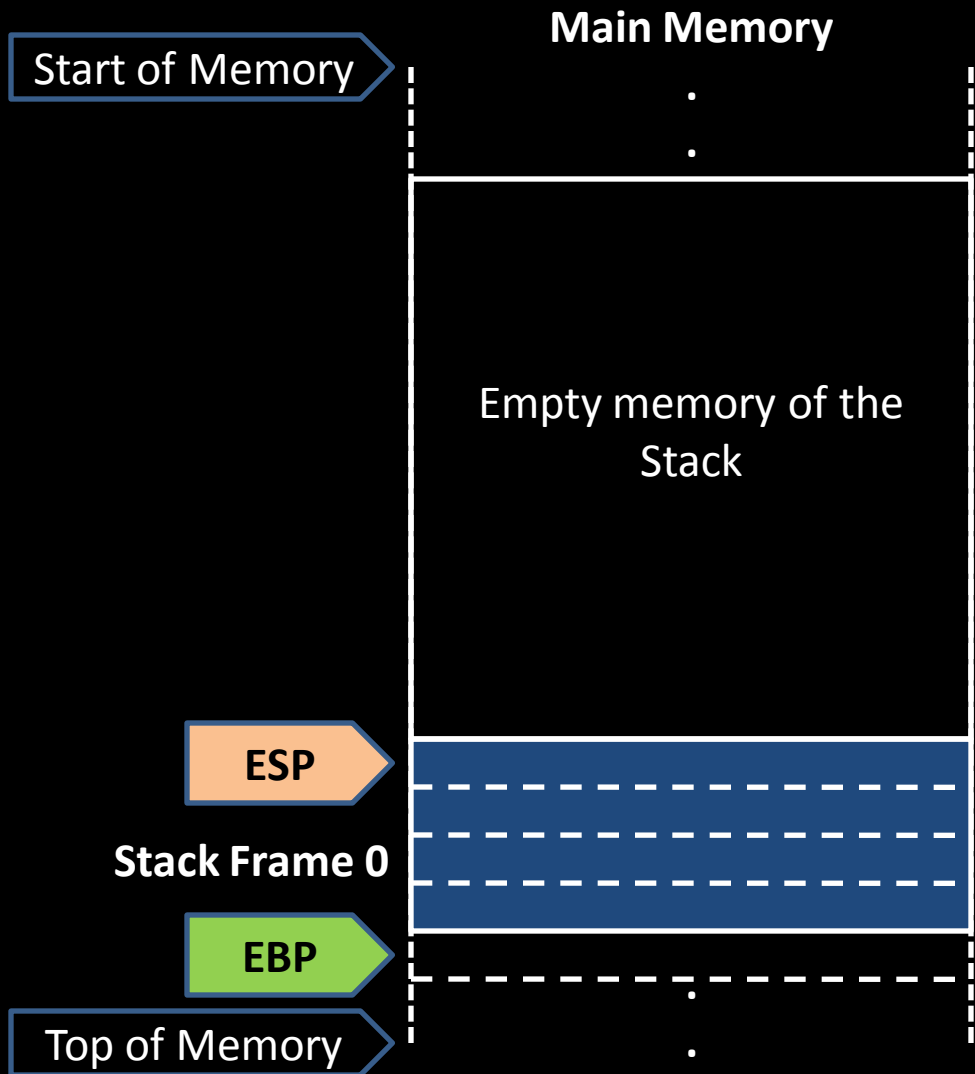 Main Memory
Start of Memory
.
.
Empty memory of the
Stack
ESP
Stack Frame 0
EBP
.
Top of Memory
.